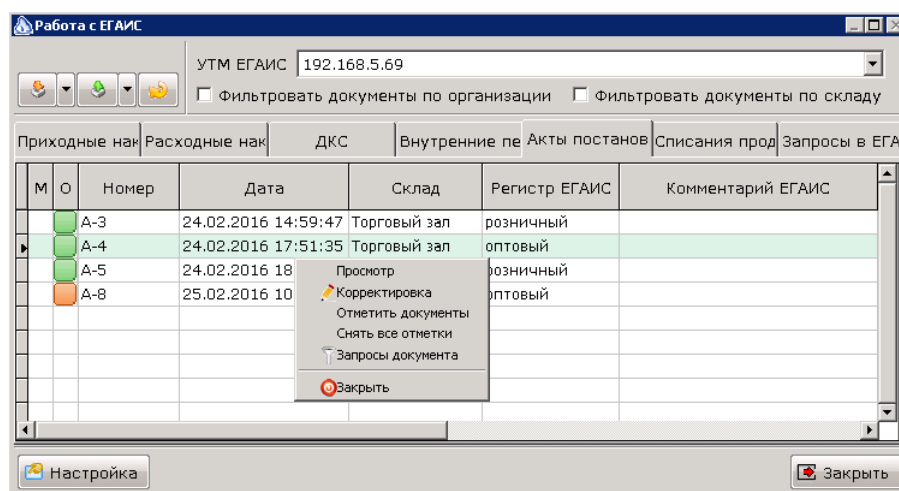 Работа с ЕГАИС
УТМ ЕГАИС 192.168.5.69
Фильтровать документы по организации Фильтровать документы по складу
Приходные нак Расходные нак ДКС Внутренние пе Акты постанов Списания прод Запросы в ЕГА
М О Номер Дата Склад Регистр ЕГАИС Комментарий ЕГАИС
А-3 24.02.2016 14:59:47 Торговый зал розничный
А-4 24.02.2016 17:51:35 Торговый зал оптовый
А-5 24.02.2016 18 розничный
А-8 25.02.2016 10 оптовый
Просмотр
Корректировка
Отметить документы
Снять все отметки
Запросы документа
Закрыть
Настройка Закрыть